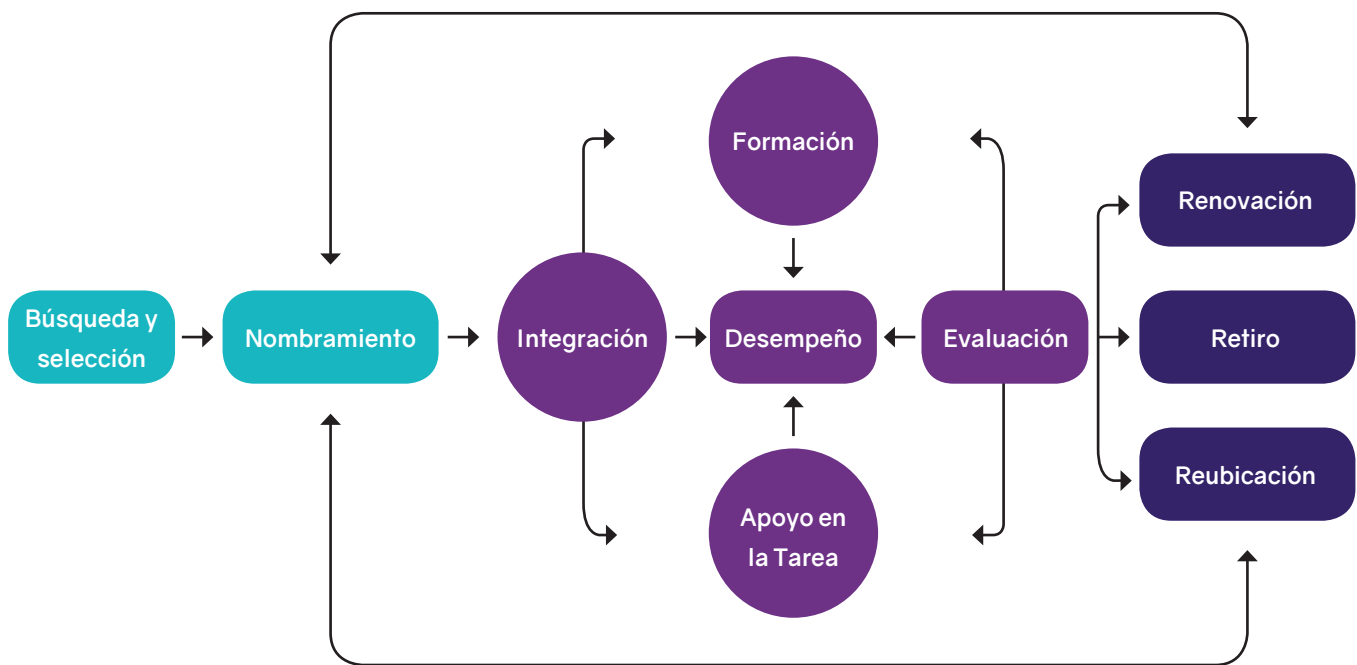 Formación
Renovación
Búsqueda y
selección
Nombramiento
Integración
Desempeño
Evaluación
Retiro
Reubicación
Apoyo en
la Tarea